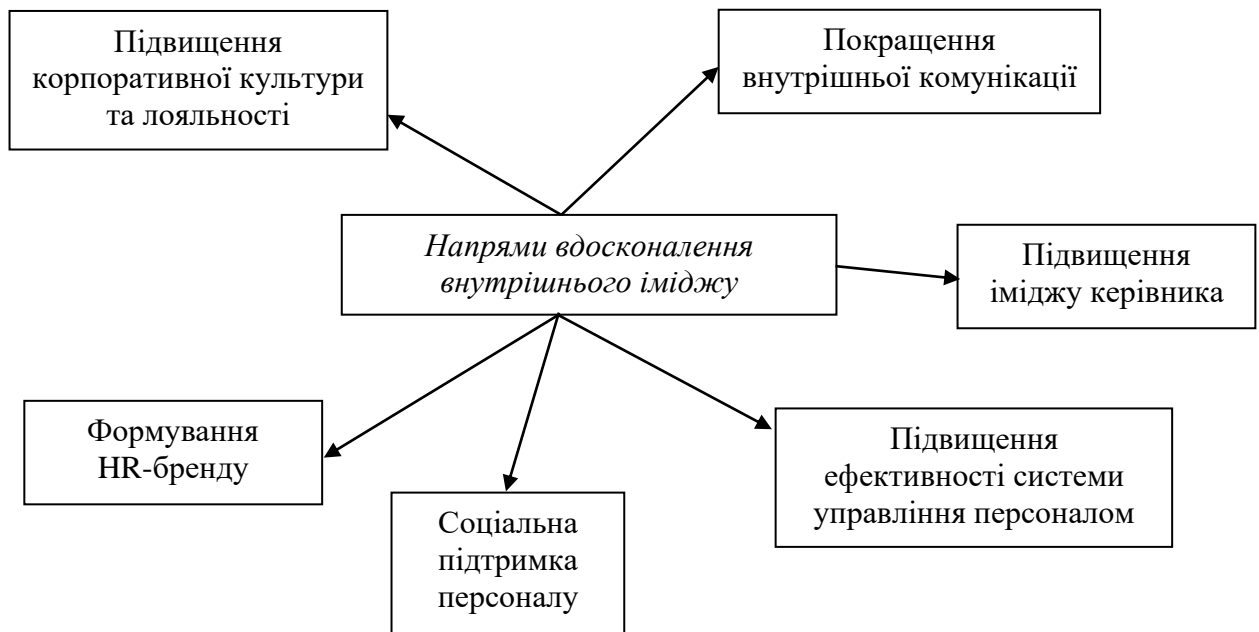 Підвищення
корпоративної культури
та лояльності
Покращення
внутрішньої комунікації
Напрями вдосконалення
внутрішнього іміджу
Підвищення
іміджу керівника
Формування
HR-бренду
Соціальна
підтримка
персоналу
Підвищення
ефективності системи
управління персоналом